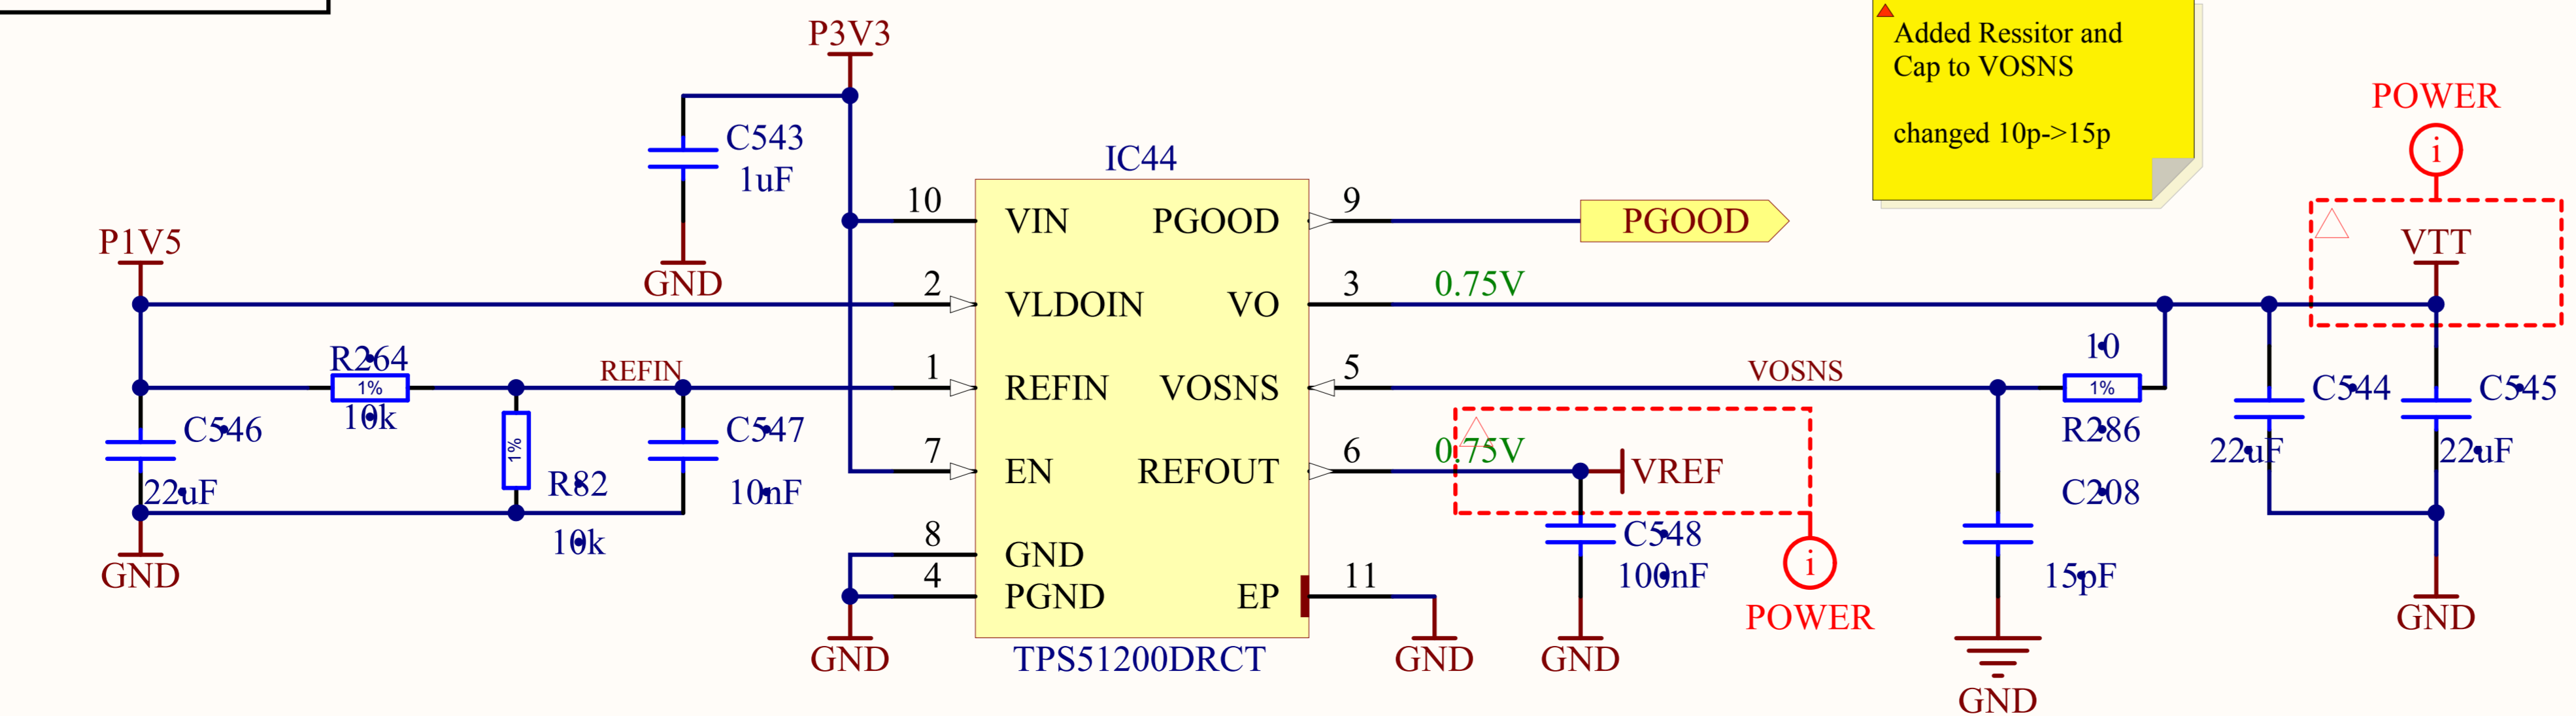 P3V3
Added Ressitor and
Cap to VOSNS
changed 10p->15p
POWER
i
C543
1uF
GND
IC44
P1V5
10
VIN
PGOOD
9
PGOOD
VTT
2
VLDOIN
VO
3
0.75V
R264
1%
10k
REFIN
1
REFIN
VOSNS
5
VOSNS
10
1%
R286
C544
22uF
C545
22uF
C546
22uF
1%
R82
10k
C547
10nF
7
EN
REFOUT
6
0.75V
VREF
C208
15pF
8
GND
C548
100nF
i
POWER
4
PGND
EP
11
GND
GND
TPS51200DRCT
GND
GND
GND
GND